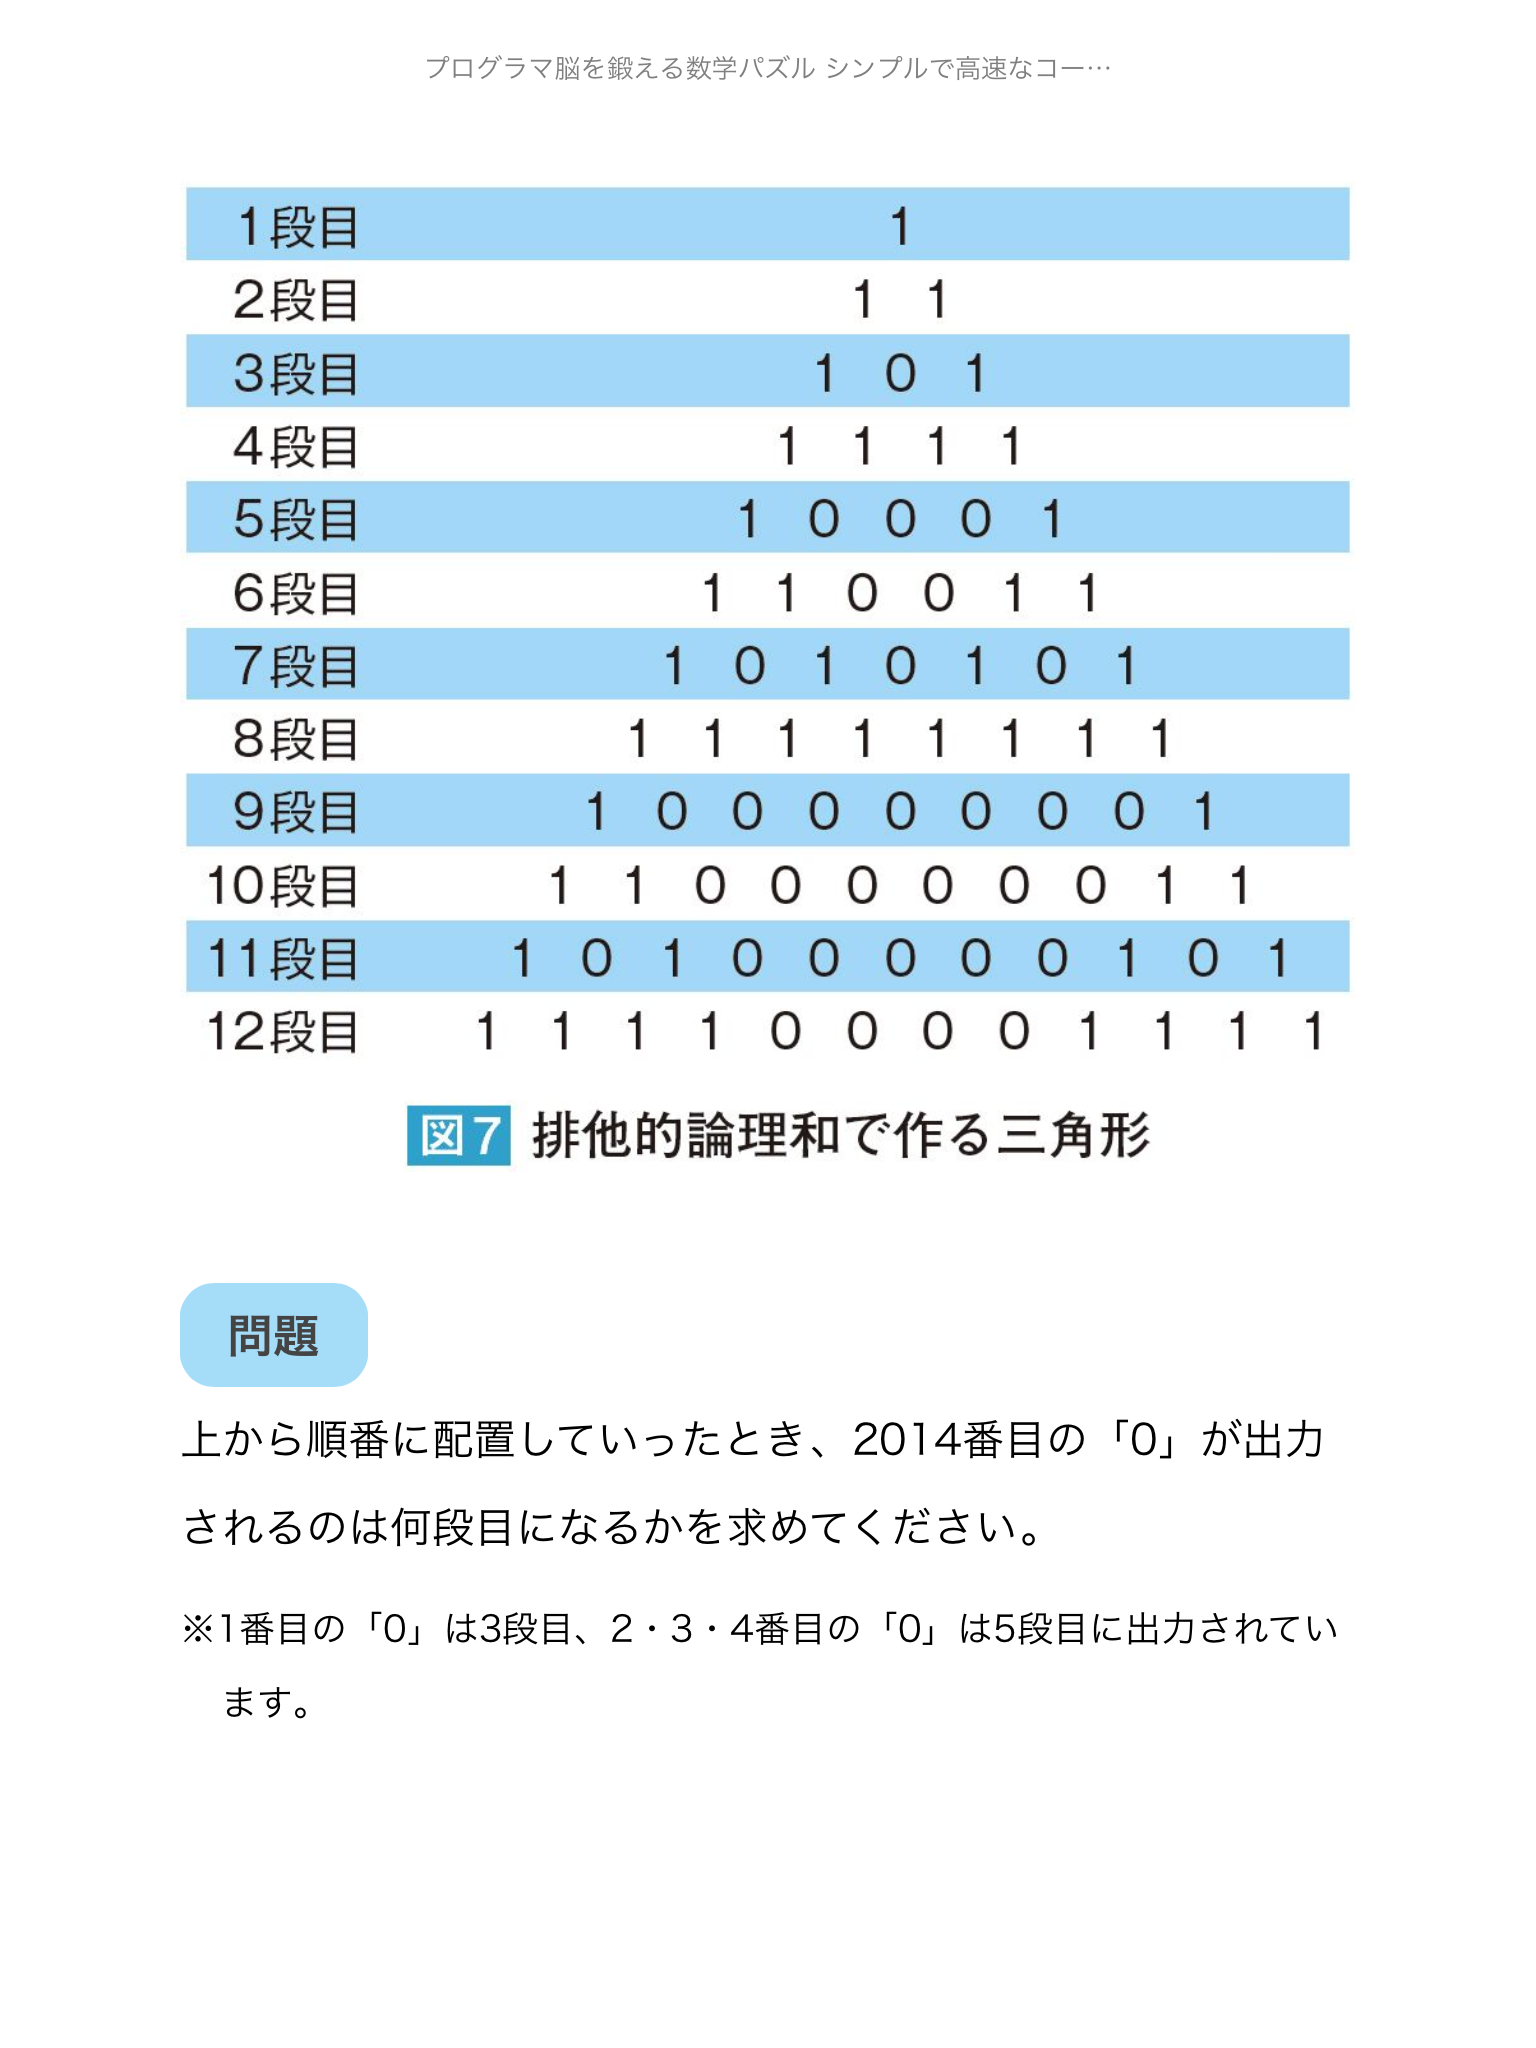 プログラマ脳を鍛える数学パズル シンプルで高速なコー…
1段目 1
2段目 1 1
3段目 1 0 1
4段目 1 1 1 1
5段目 1 0 0 0 1
6段目 1 1 0 0 1 1
7段目 1 0 1 0 1 0 1
8段目 1 1 1 1 1 1 1 1
9段目 1 0 0 0 0 0 0 0 1
10段目 1 1 0 0 0 0 0 0 1 1
11段目 1 0 1 0 0 0 0 0 1 0 1
12段目 1 1 1 1 0 0 0 0 1 1 1 1
図7 排他的論理和で作る三角形
問題
上から順番に配置していったとき、2014番目の「0」が出力
されるのは何段目になるかを求めてください。
※1番目の「0」は3段目、2・3・4番目の「0」は5段目に出力されてい
ます。